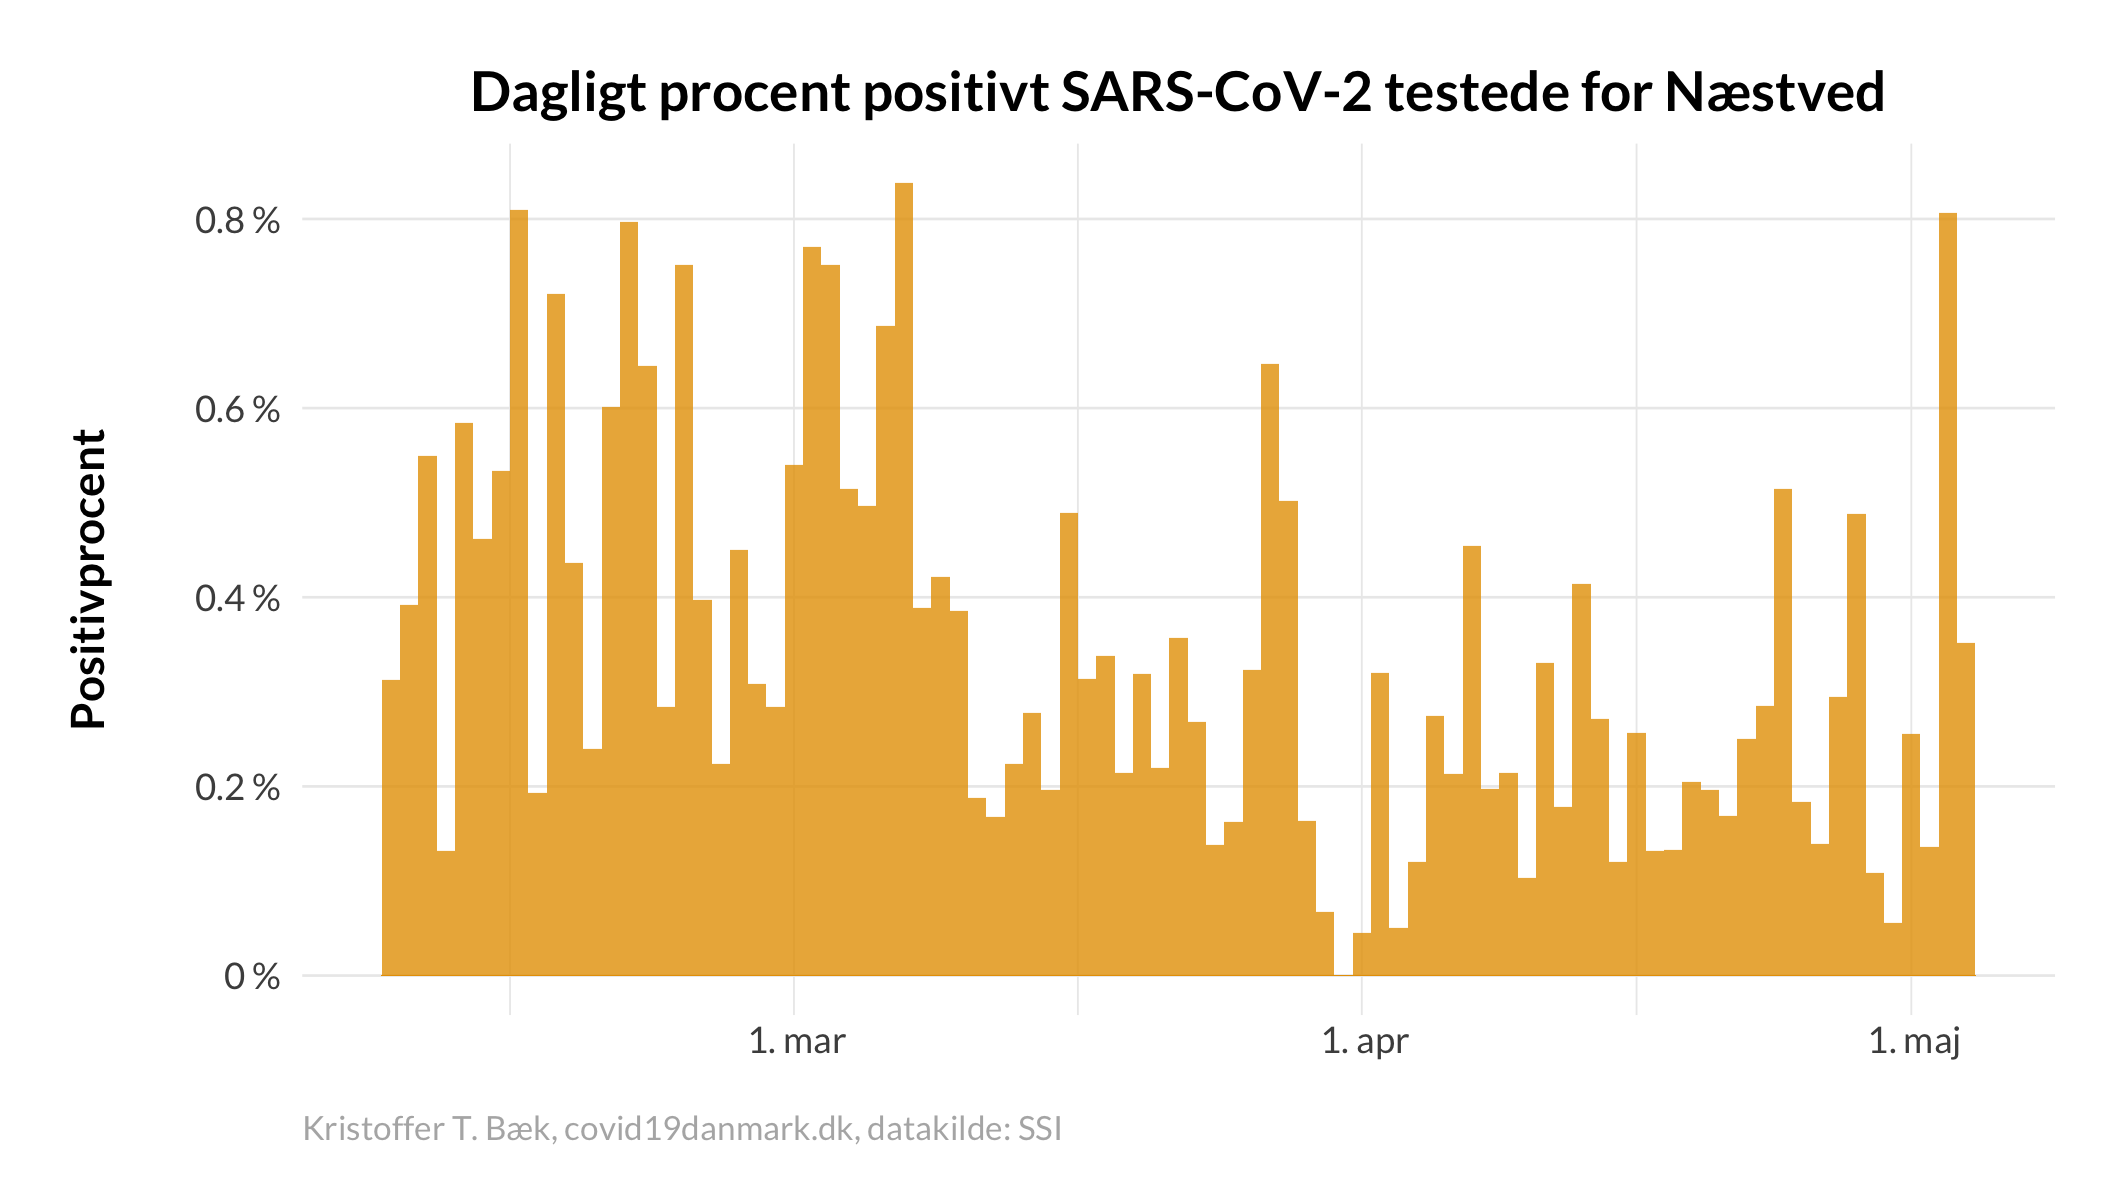 Dagligt procent positivt SARS-CoV-2 testede for Næstved
Positivprocent
0.8 %
0.6 %
0.4 %
0.2 %
0 %
1. mar
1. apr
1. maj
Kristoffer T. Bæk, covid19danmark.dk, datakilde: SSI